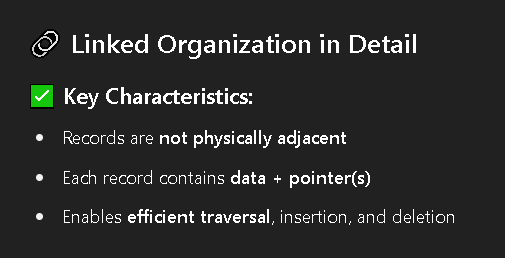 Linked Organization in Detail
Key Characteristics:
Records are not physically adjacent
Each record contains data + pointer(s)
Enables efficient traversal, insertion, and deletion